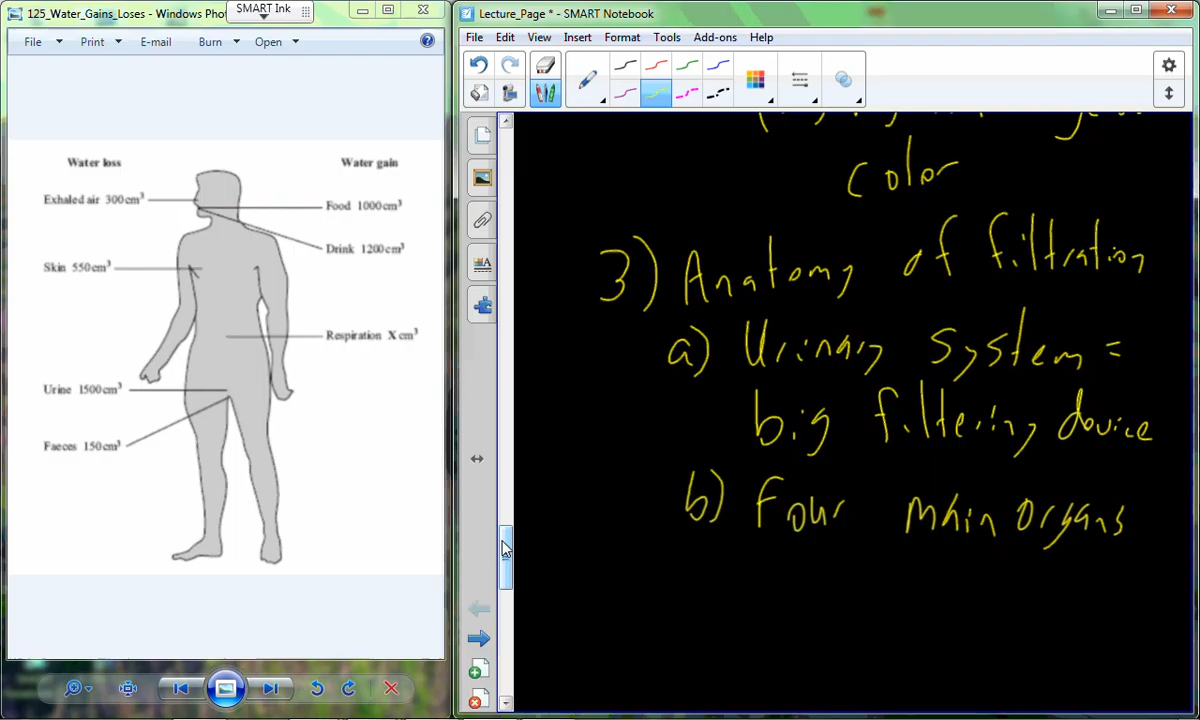 125_Water_Gains_Loses - Windows Pho
SMART Ink
File Print E-mail Burn Open
Water loss
Water gain
Exhaled air 300cm³
Food 1000cm³
Drink 1200cm³
Skin 550cm³
Respiration X cm³
Urine 1500cm³
Faeces 150cm³
Lecture_Page * - SMART Notebook
File Edit View Insert Format Tools Add-ons Help
color
3) Anatomy of filtration
a) Urinary system =
big filtering device
b) Four main organs